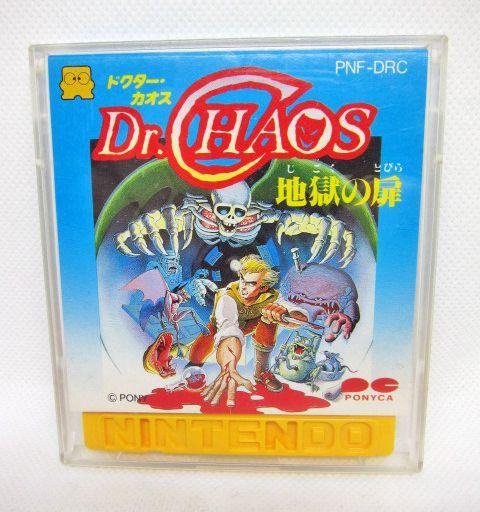 PNF-DRC
ドクター・
カオス
DR. CHAOS
じごく とびら
地獄の扉
© PONY
PONYCA
NINTENDO